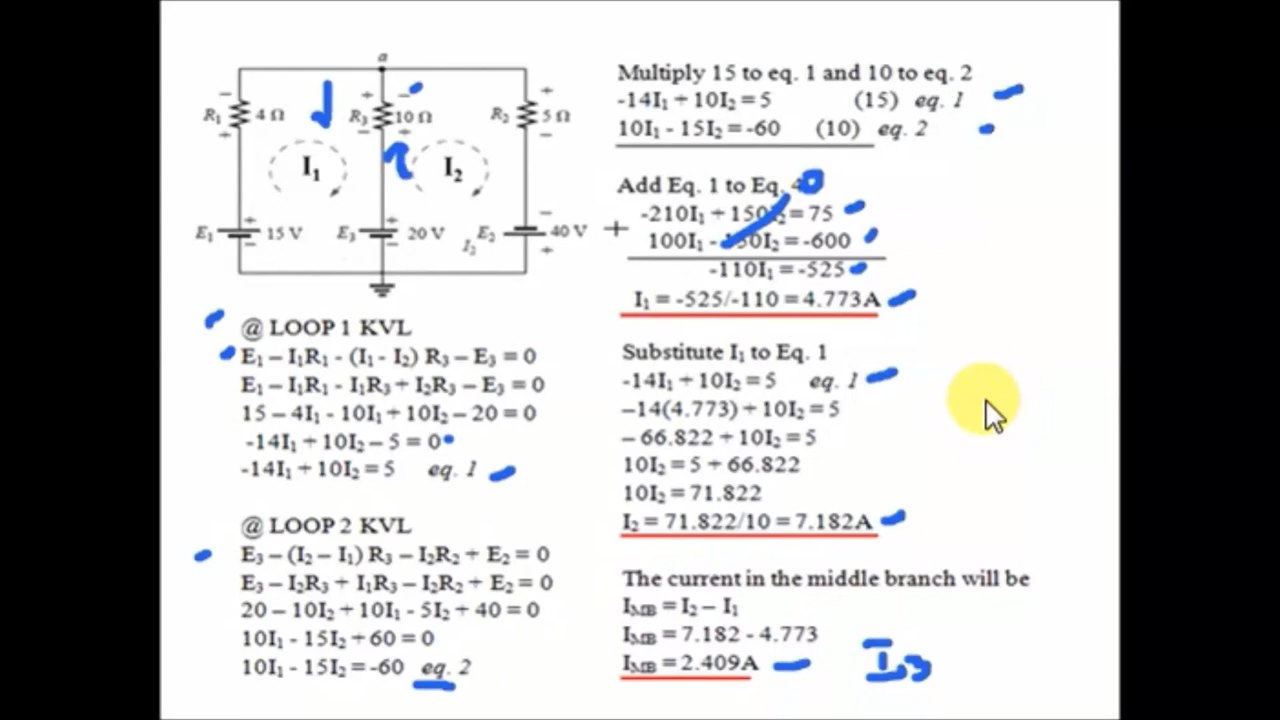 a
R₁ 4 Ω
R₃ 10 Ω
R₂ 5 Ω
I₁
I₂
E₁ 15 V
E₃ 20 V
I₂
E₂ 40 V
@ LOOP 1 KVL
E₁ – I₁R₁ - (I₁ - I₂) R₃ – E₃ = 0
E₁ – I₁R₁ - I₁R₃ + I₂R₃ – E₃ = 0
15 – 4I₁ - 10I₁ + 10I₂ – 20 = 0
-14I₁ + 10I₂ – 5 = 0
-14I₁ + 10I₂ = 5 eq. 1
@ LOOP 2 KVL
E₃ – (I₂ – I₁) R₃ – I₂R₂ + E₂ = 0
E₃ – I₂R₃ + I₁R₃ – I₂R₂ + E₂ = 0
20 – 10I₂ + 10I₁ - 5I₂ + 40 = 0
10I₁ - 15I₂ + 60 = 0
10I₁ - 15I₂ = -60 eq. 2
Multiply 15 to eq. 1 and 10 to eq. 2
-14I₁ + 10I₂ = 5 (15) eq. 1
10I₁ - 15I₂ = -60 (10) eq. 2
Add Eq. 1 to Eq.
-210I₁ + 150I₂ = 75
+ 100I₁ - 150I₂ = -600
-110I₁ = -525
I₁ = -525/-110 = 4.773A
Substitute I₁ to Eq. 1
-14I₁ + 10I₂ = 5 eq. 1
–14(4.773) + 10I₂ = 5
– 66.822 + 10I₂ = 5
10I₂ = 5 + 66.822
10I₂ = 71.822
I₂ = 71.822/10 = 7.182A
The current in the middle branch will be
I_MB = I₂ – I₁
I_MB = 7.182 - 4.773
I_MB = 2.409A
I₃